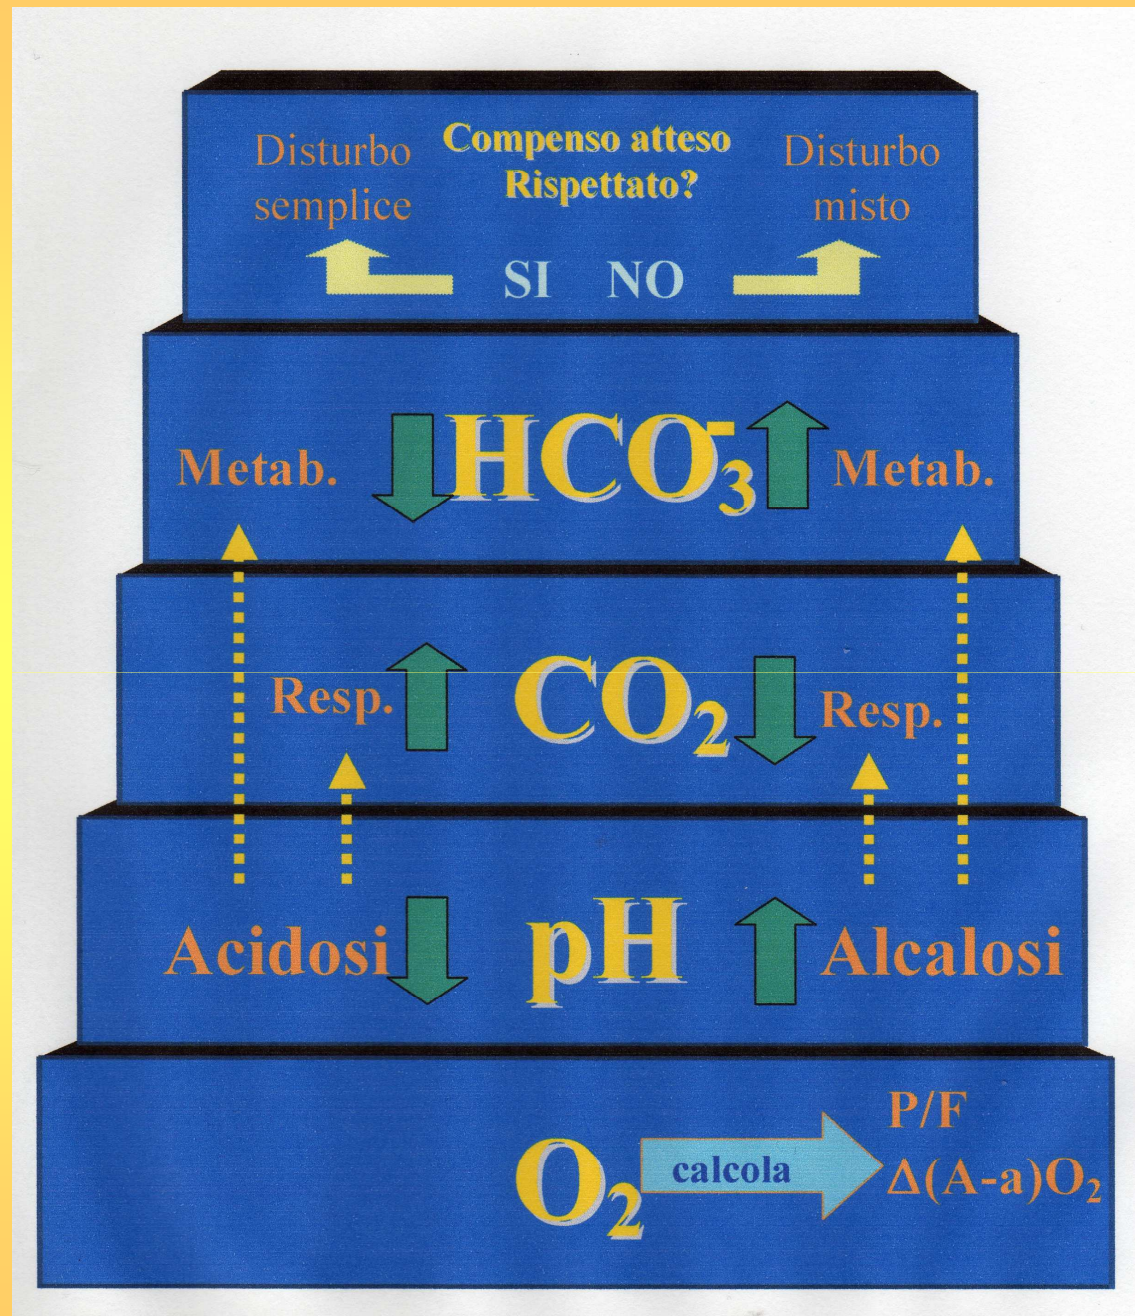 Compenso atteso
Rispettato?
Disturbo
semplice
Disturbo
misto
SI NO
Metab. HCO₃⁻ Metab.
Resp. CO₂ Resp.
Acidosi pH Alcalosi
P/F
O₂ calcola Δ(A-a)O₂